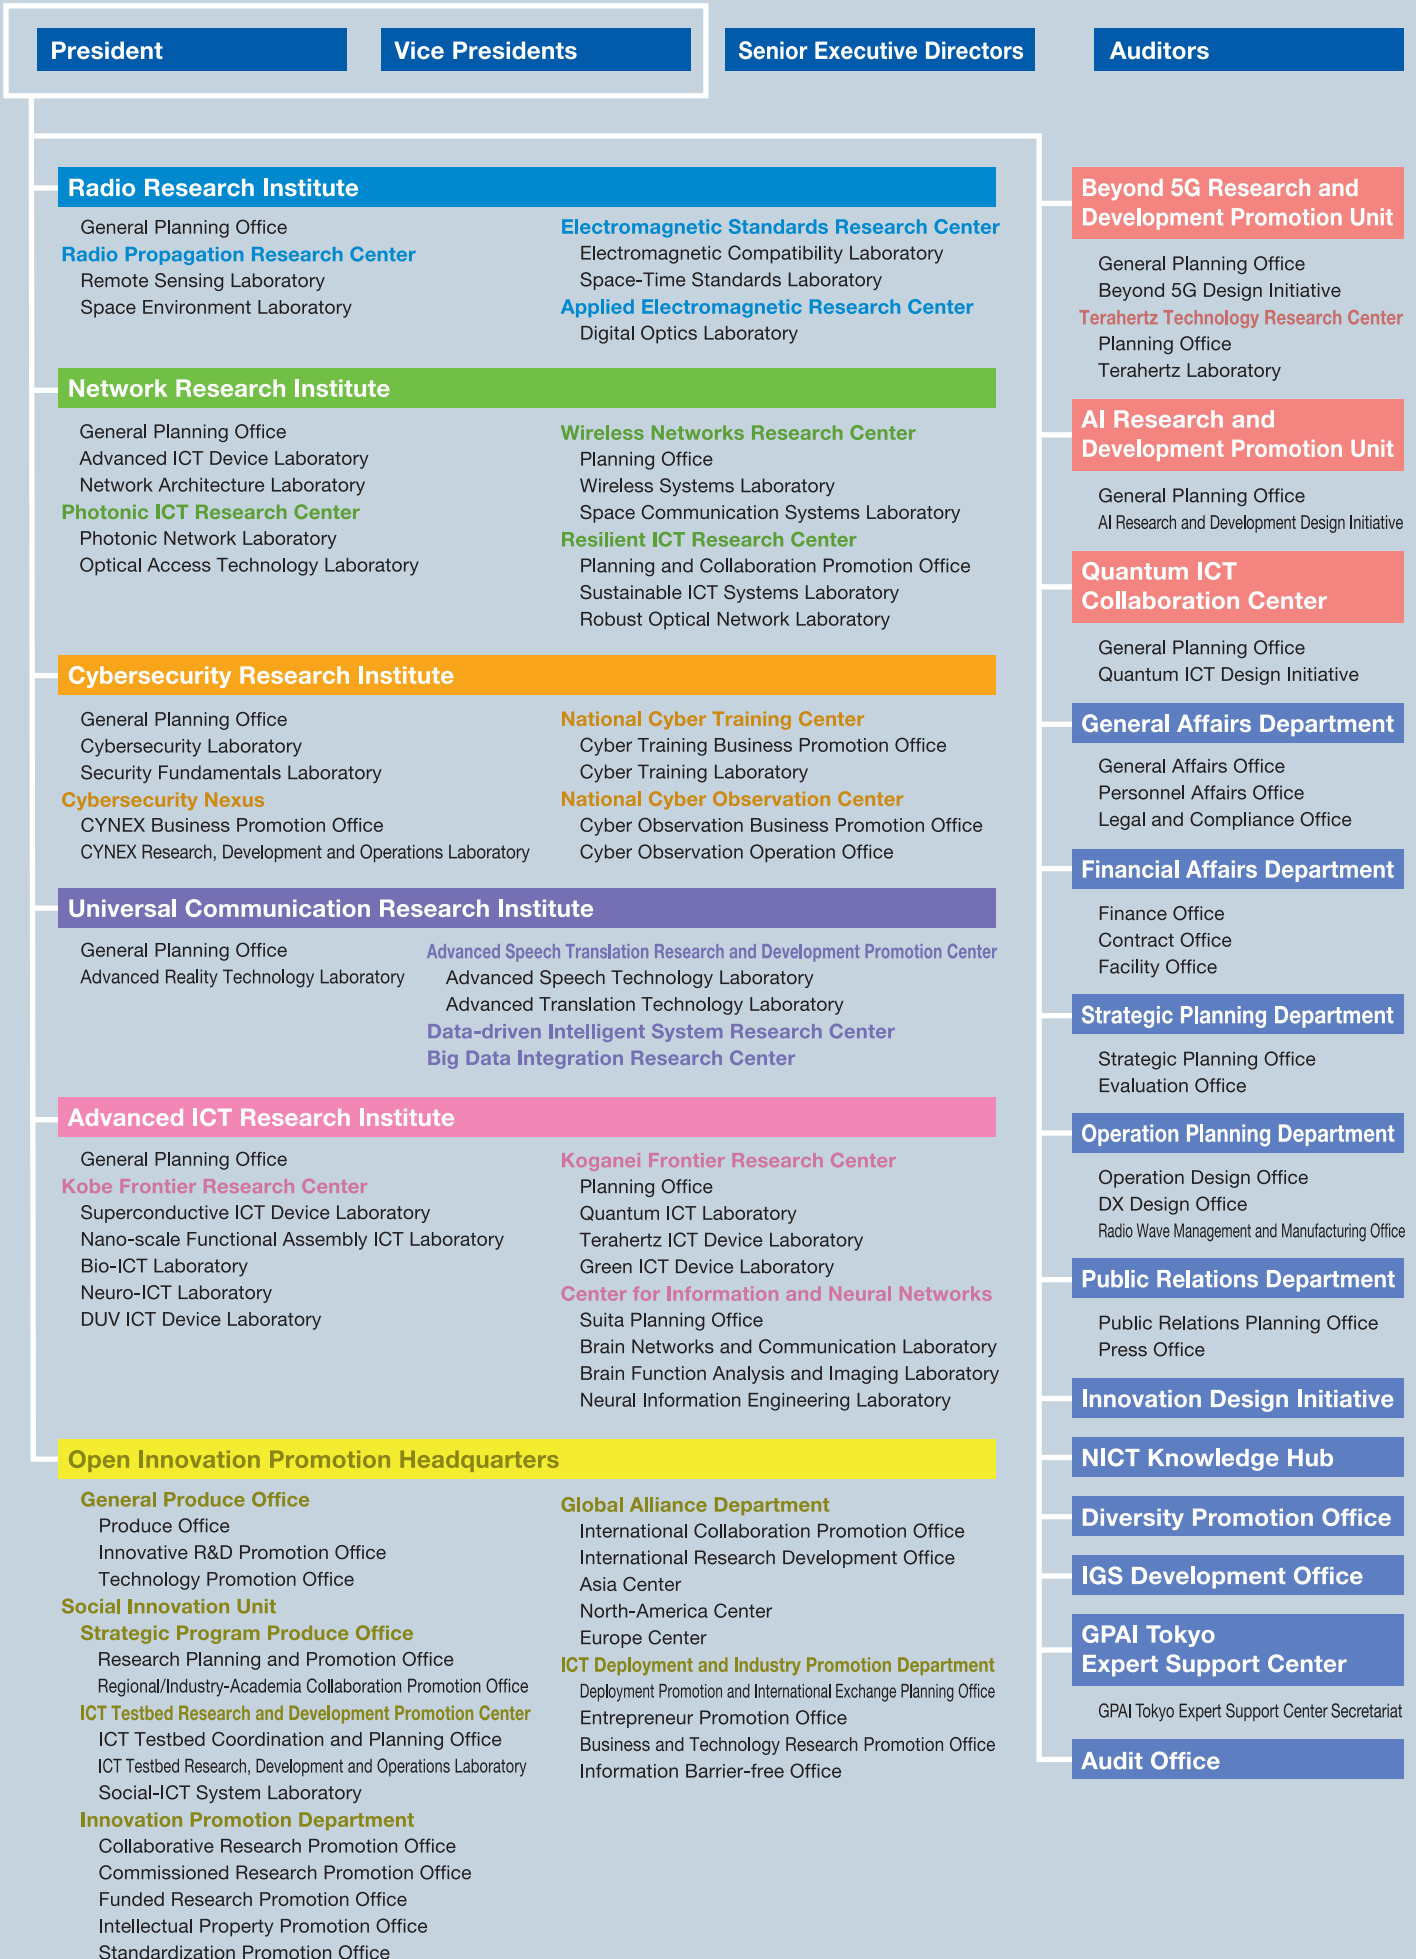 President
Vice Presidents
Senior Executive Directors
Auditors
Radio Research Institute
General Planning Office
Radio Propagation Research Center
Remote Sensing Laboratory
Space Environment Laboratory
Electromagnetic Standards Research Center
Electromagnetic Compatibility Laboratory
Space-Time Standards Laboratory
Applied Electromagnetic Research Center
Digital Optics Laboratory
Network Research Institute
General Planning Office
Advanced ICT Device Laboratory
Network Architecture Laboratory
Photonic ICT Research Center
Photonic Network Laboratory
Optical Access Technology Laboratory
Wireless Networks Research Center
Planning Office
Wireless Systems Laboratory
Space Communication Systems Laboratory
Resilient ICT Research Center
Planning and Collaboration Promotion Office
Sustainable ICT Systems Laboratory
Robust Optical Network Laboratory
Cybersecurity Research Institute
General Planning Office
Cybersecurity Laboratory
Security Fundamentals Laboratory
Cybersecurity Nexus
CYNEX Business Promotion Office
CYNEX Research, Development and Operations Laboratory
National Cyber Training Center
Cyber Training Business Promotion Office
Cyber Training Laboratory
National Cyber Observation Center
Cyber Observation Business Promotion Office
Cyber Observation Operation Office
Universal Communication Research Institute
General Planning Office
Advanced Reality Technology Laboratory
Advanced Speech Translation Research and Development Promotion Center
Advanced Speech Technology Laboratory
Advanced Translation Technology Laboratory
Data-driven Intelligent System Research Center
Big Data Integration Research Center
Advanced ICT Research Institute
General Planning Office
Kobe Frontier Research Center
Superconductive ICT Device Laboratory
Nano-scale Functional Assembly ICT Laboratory
Bio-ICT Laboratory
Neuro-ICT Laboratory
DUV ICT Device Laboratory
Koganei Frontier Research Center
Planning Office
Quantum ICT Laboratory
Terahertz ICT Device Laboratory
Green ICT Device Laboratory
Center for Information and Neural Networks
Suita Planning Office
Brain Networks and Communication Laboratory
Brain Function Analysis and Imaging Laboratory
Neural Information Engineering Laboratory
Open Innovation Promotion Headquarters
General Produce Office
Produce Office
Innovative R&D Promotion Office
Technology Promotion Office
Social Innovation Unit
Strategic Program Produce Office
Research Planning and Promotion Office
Regional/Industry-Academia Collaboration Promotion Office
ICT Testbed Research and Development Promotion Center
ICT Testbed Coordination and Planning Office
ICT Testbed Research, Development and Operations Laboratory
Social-ICT System Laboratory
Innovation Promotion Department
Collaborative Research Promotion Office
Commissioned Research Promotion Office
Funded Research Promotion Office
Intellectual Property Promotion Office
Standardization Promotion Office
Global Alliance Department
International Collaboration Promotion Office
International Research Development Office
Asia Center
North-America Center
Europe Center
ICT Deployment and Industry Promotion Department
Deployment Promotion and International Exchange Planning Office
Entrepreneur Promotion Office
Business and Technology Research Promotion Office
Information Barrier-free Office
Beyond 5G Research and
Development Promotion Unit
General Planning Office
Beyond 5G Design Initiative
Terahertz Technology Research Center
Planning Office
Terahertz Laboratory
AI Research and
Development Promotion Unit
General Planning Office
AI Research and Development Design Initiative
Quantum ICT
Collaboration Center
General Planning Office
Quantum ICT Design Initiative
General Affairs Department
General Affairs Office
Personnel Affairs Office
Legal and Compliance Office
Financial Affairs Department
Finance Office
Contract Office
Facility Office
Strategic Planning Department
Strategic Planning Office
Evaluation Office
Operation Planning Department
Operation Design Office
DX Design Office
Radio Wave Management and Manufacturing Office
Public Relations Department
Public Relations Planning Office
Press Office
Innovation Design Initiative
NICT Knowledge Hub
Diversity Promotion Office
IGS Development Office
GPAI Tokyo
Expert Support Center
GPAI Tokyo Expert Support Center Secretariat
Audit Office